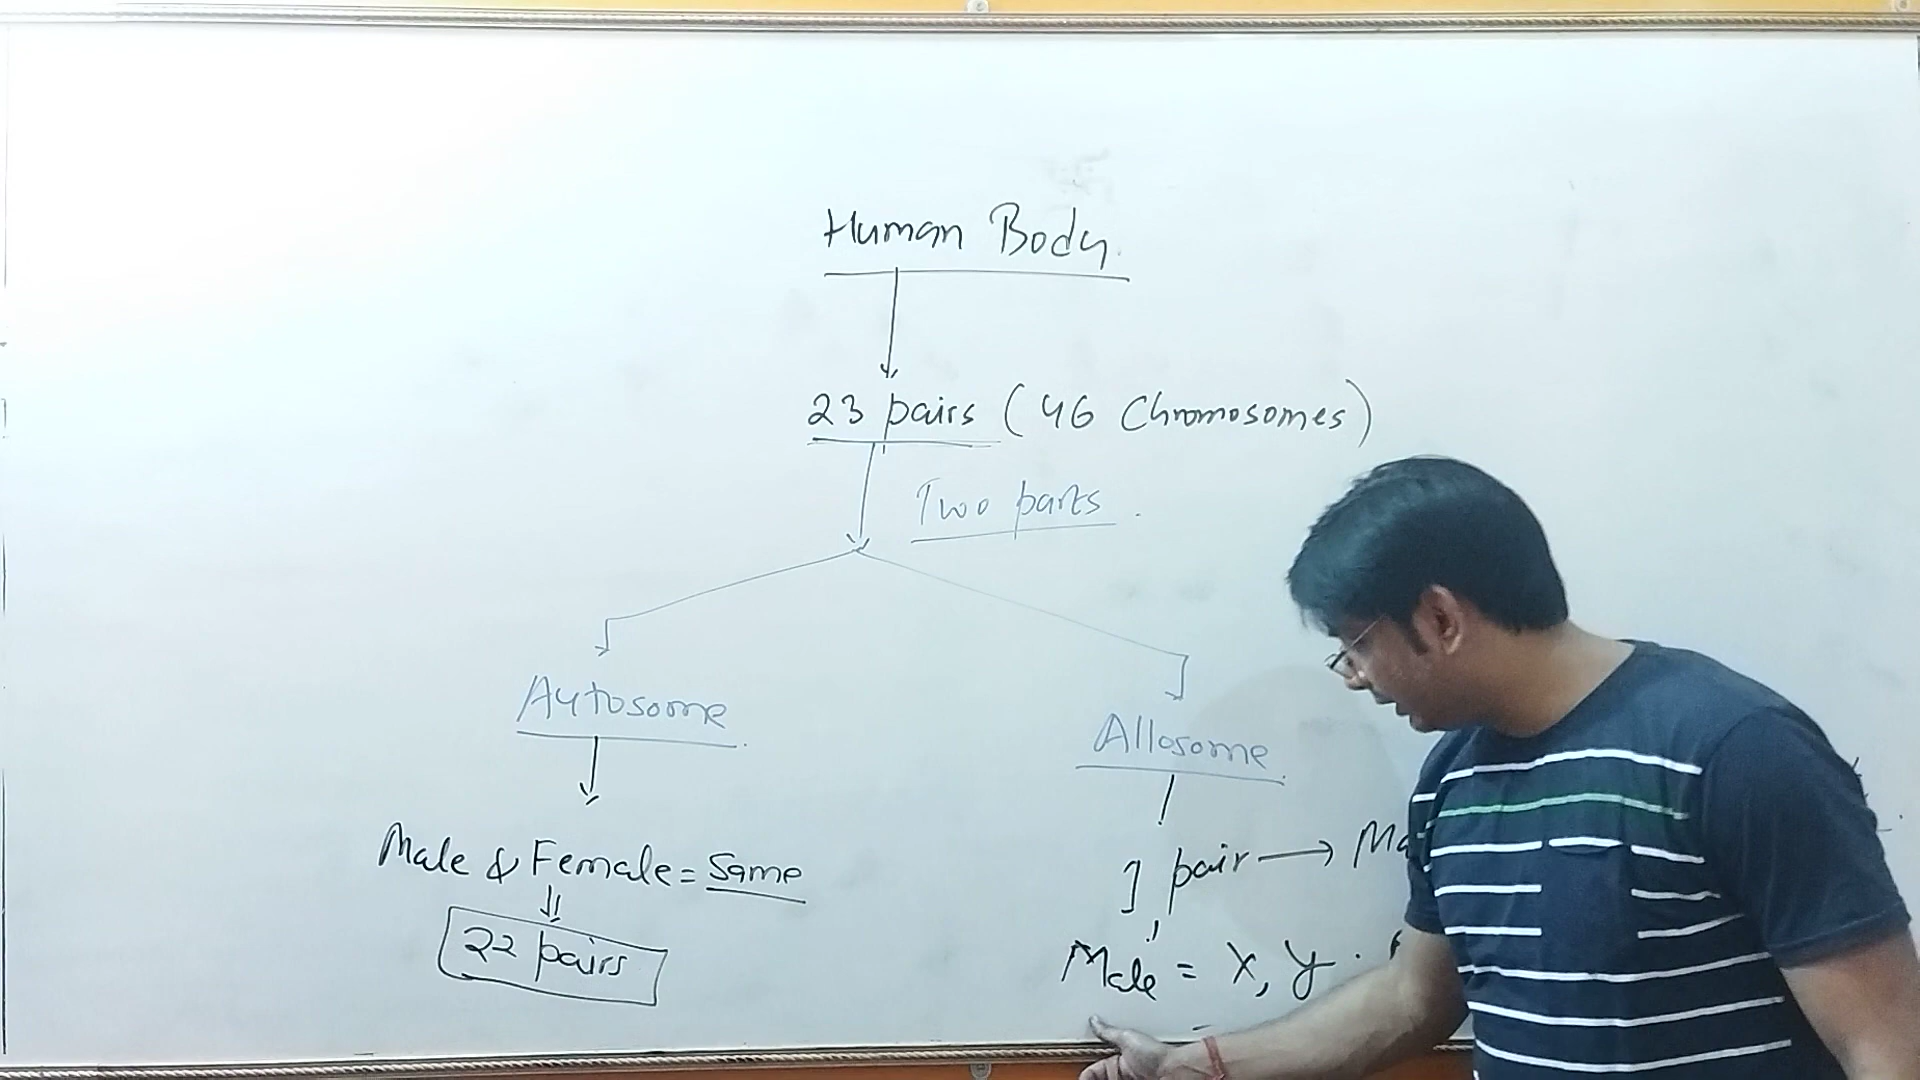 Human Body.
23 pairs (46 Chromosomes)
Two parts.
Autosome
Allosome
Male & Female = Same
22 pairs
1 pair →
Male = X, Y.